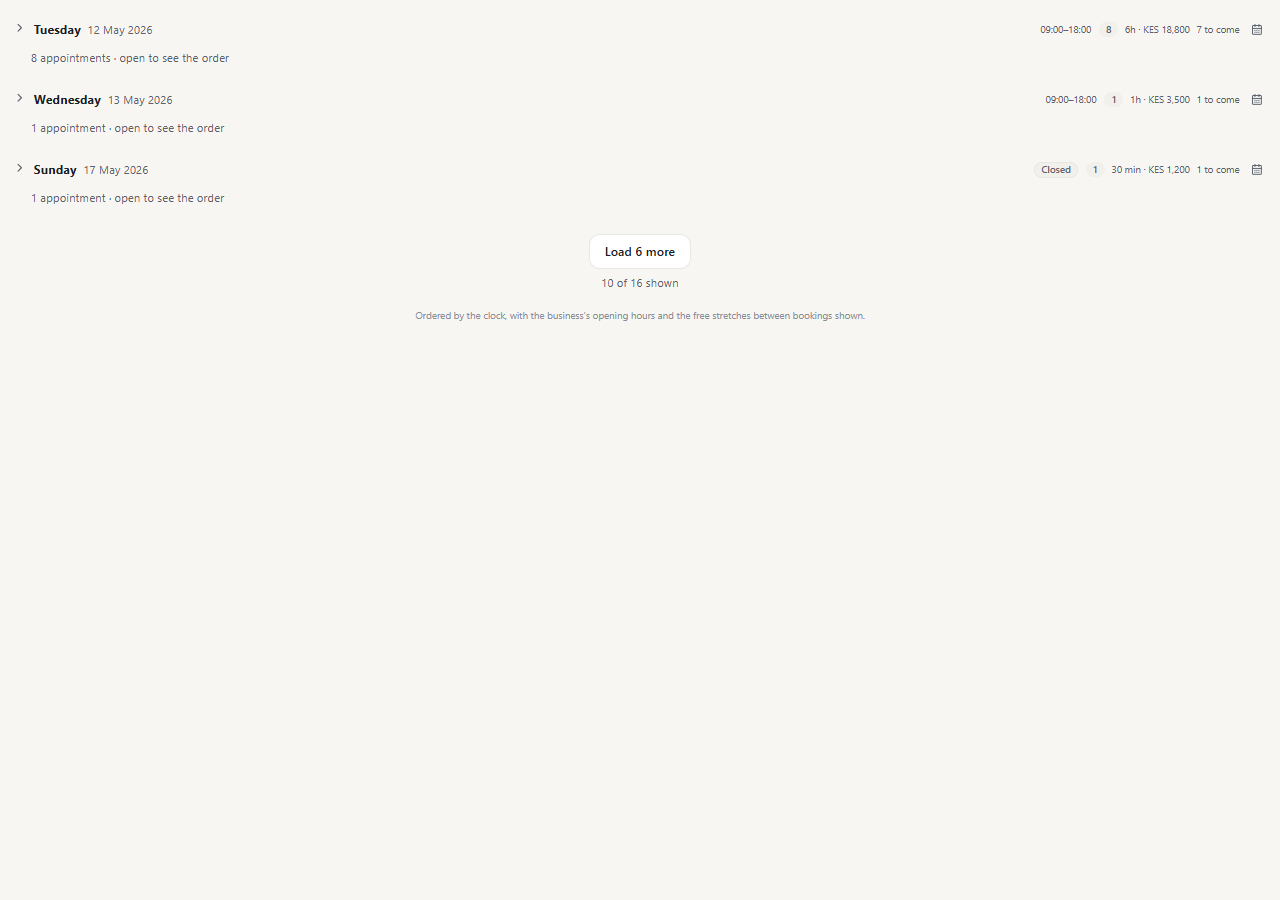 Tuesday 12 May 2026 09:00–18:00 8 6h · KES 18,800 7 to come
8 appointments · open to see the order
Wednesday 13 May 2026 09:00–18:00 1 1h · KES 3,500 1 to come
1 appointment · open to see the order
Sunday 17 May 2026 Closed 1 30 min · KES 1,200 1 to come
1 appointment · open to see the order
Load 6 more
10 of 16 shown
Ordered by the clock, with the business's opening hours and the free stretches between bookings shown.